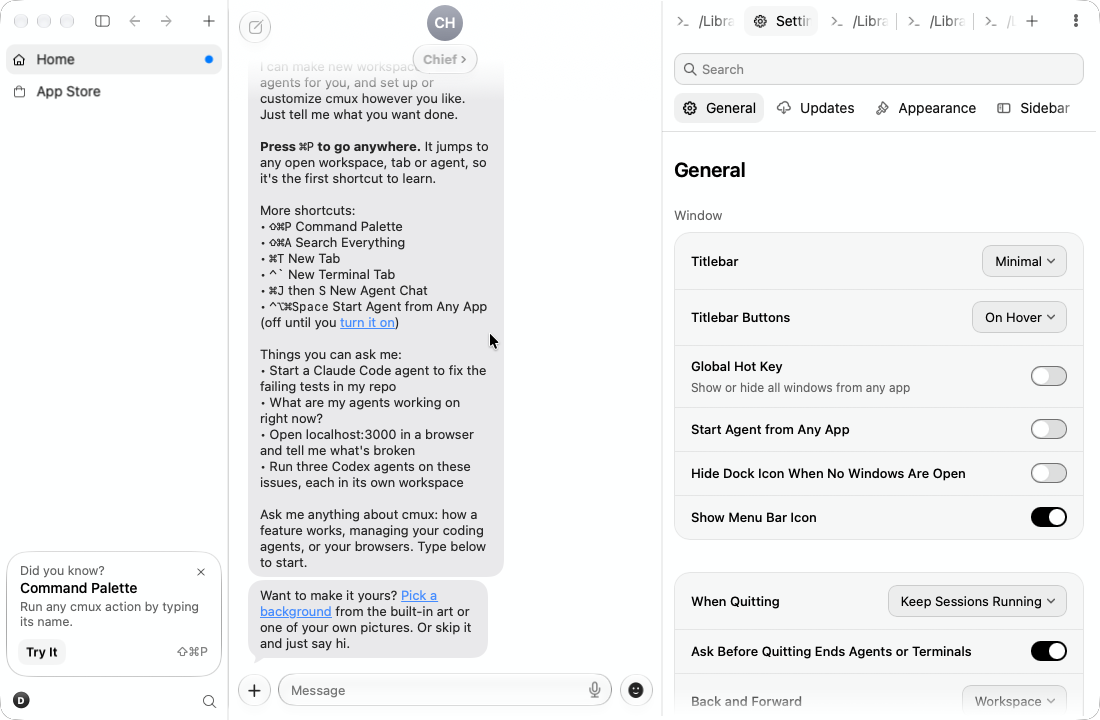 /Libra
Settin
/Libra
/Libra
Home
App Store
CH
Chief
I can make new workspac
agents for you, and set up or
customize cmux however you like.
Just tell me what you want done.
Press ⌘P to go anywhere. It jumps to
any open workspace, tab or agent, so
it's the first shortcut to learn.
More shortcuts:
• ⇧⌘P Command Palette
• ⇧⌘A Search Everything
• ⌘T New Tab
• ^` New Terminal Tab
• ⌘J then S New Agent Chat
• ^⌥⌘Space Start Agent from Any App
(off until you turn it on)
Things you can ask me:
• Start a Claude Code agent to fix the
failing tests in my repo
• What are my agents working on
right now?
• Open localhost:3000 in a browser
and tell me what's broken
• Run three Codex agents on these
issues, each in its own workspace
Ask me anything about cmux: how a
feature works, managing your coding
agents, or your browsers. Type below
to start.
Want to make it yours? Pick a
background from the built-in art or
one of your own pictures. Or skip it
and just say hi.
Message
Did you know?
Command Palette
Run any cmux action by typing
its name.
Try It
⇧⌘P
D
Search
General
Updates
Appearance
Sidebar
General
Window
Titlebar
Minimal
Titlebar Buttons
On Hover
Global Hot Key
Show or hide all windows from any app
Start Agent from Any App
Hide Dock Icon When No Windows Are Open
Show Menu Bar Icon
When Quitting
Keep Sessions Running
Ask Before Quitting Ends Agents or Terminals
Back and Forward
Workspace